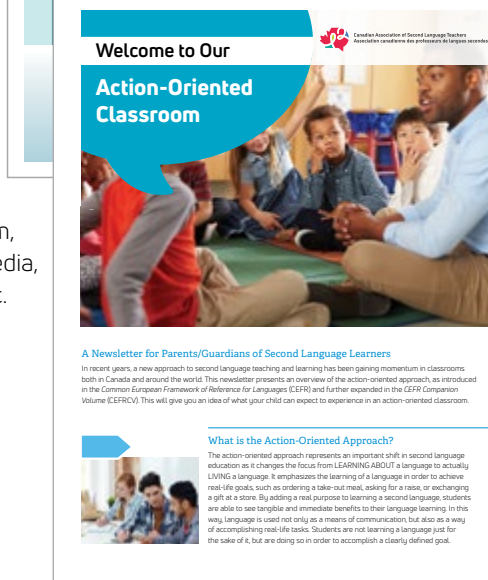 Welcome to Our
Action-Oriented
Classroom
Canadian Association of Second Language Teachers
Association canadienne des professeurs de langues secondes
m,
edia,
t.
A Newsletter for Parents/Guardians of Second Language Learners
In recent years, a new approach to second language teaching and learning has been gaining momentum in classrooms
both in Canada and around the world. This newsletter presents an overview of the action-oriented approach, as introduced
in the Common European Framework of Reference for Languages (CEFR) and further expanded in the CEFR Companion
Volume (CEFRCV). This will give you an idea of what your child can expect to experience in an action-oriented classroom.
What is the Action-Oriented Approach?
The action-oriented approach represents an important shift in second language
education as it changes the focus from LEARNING ABOUT a language to actually
LIVING a language. It emphasizes the learning of a language in order to achieve
real-life goals, such as ordering a take-out meal, asking for a raise, or exchanging
a gift at a store. By adding a real purpose to learning a second language, students
are able to see tangible and immediate benefits to their language learning. In this
way, language is used not only as a means of communication, but also as a way
of accomplishing real-life tasks. Students are not learning a language just for
the sake of it, but are doing so in order to accomplish a clearly defined goal.